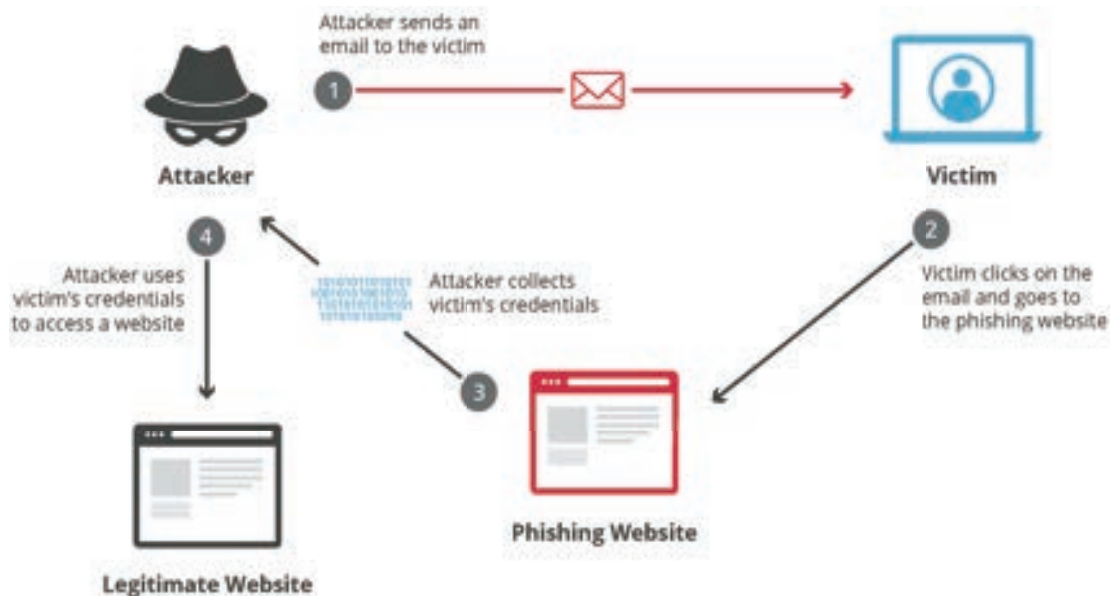 Attacker sends an
email to the victim
1
Attacker
Victim
2
Victim clicks on the
email and goes to
the phishing website
Attacker collects
victim's credentials
3
4
Attacker uses
victim's credentials
to access a website
Phishing Website
Legitimate Website